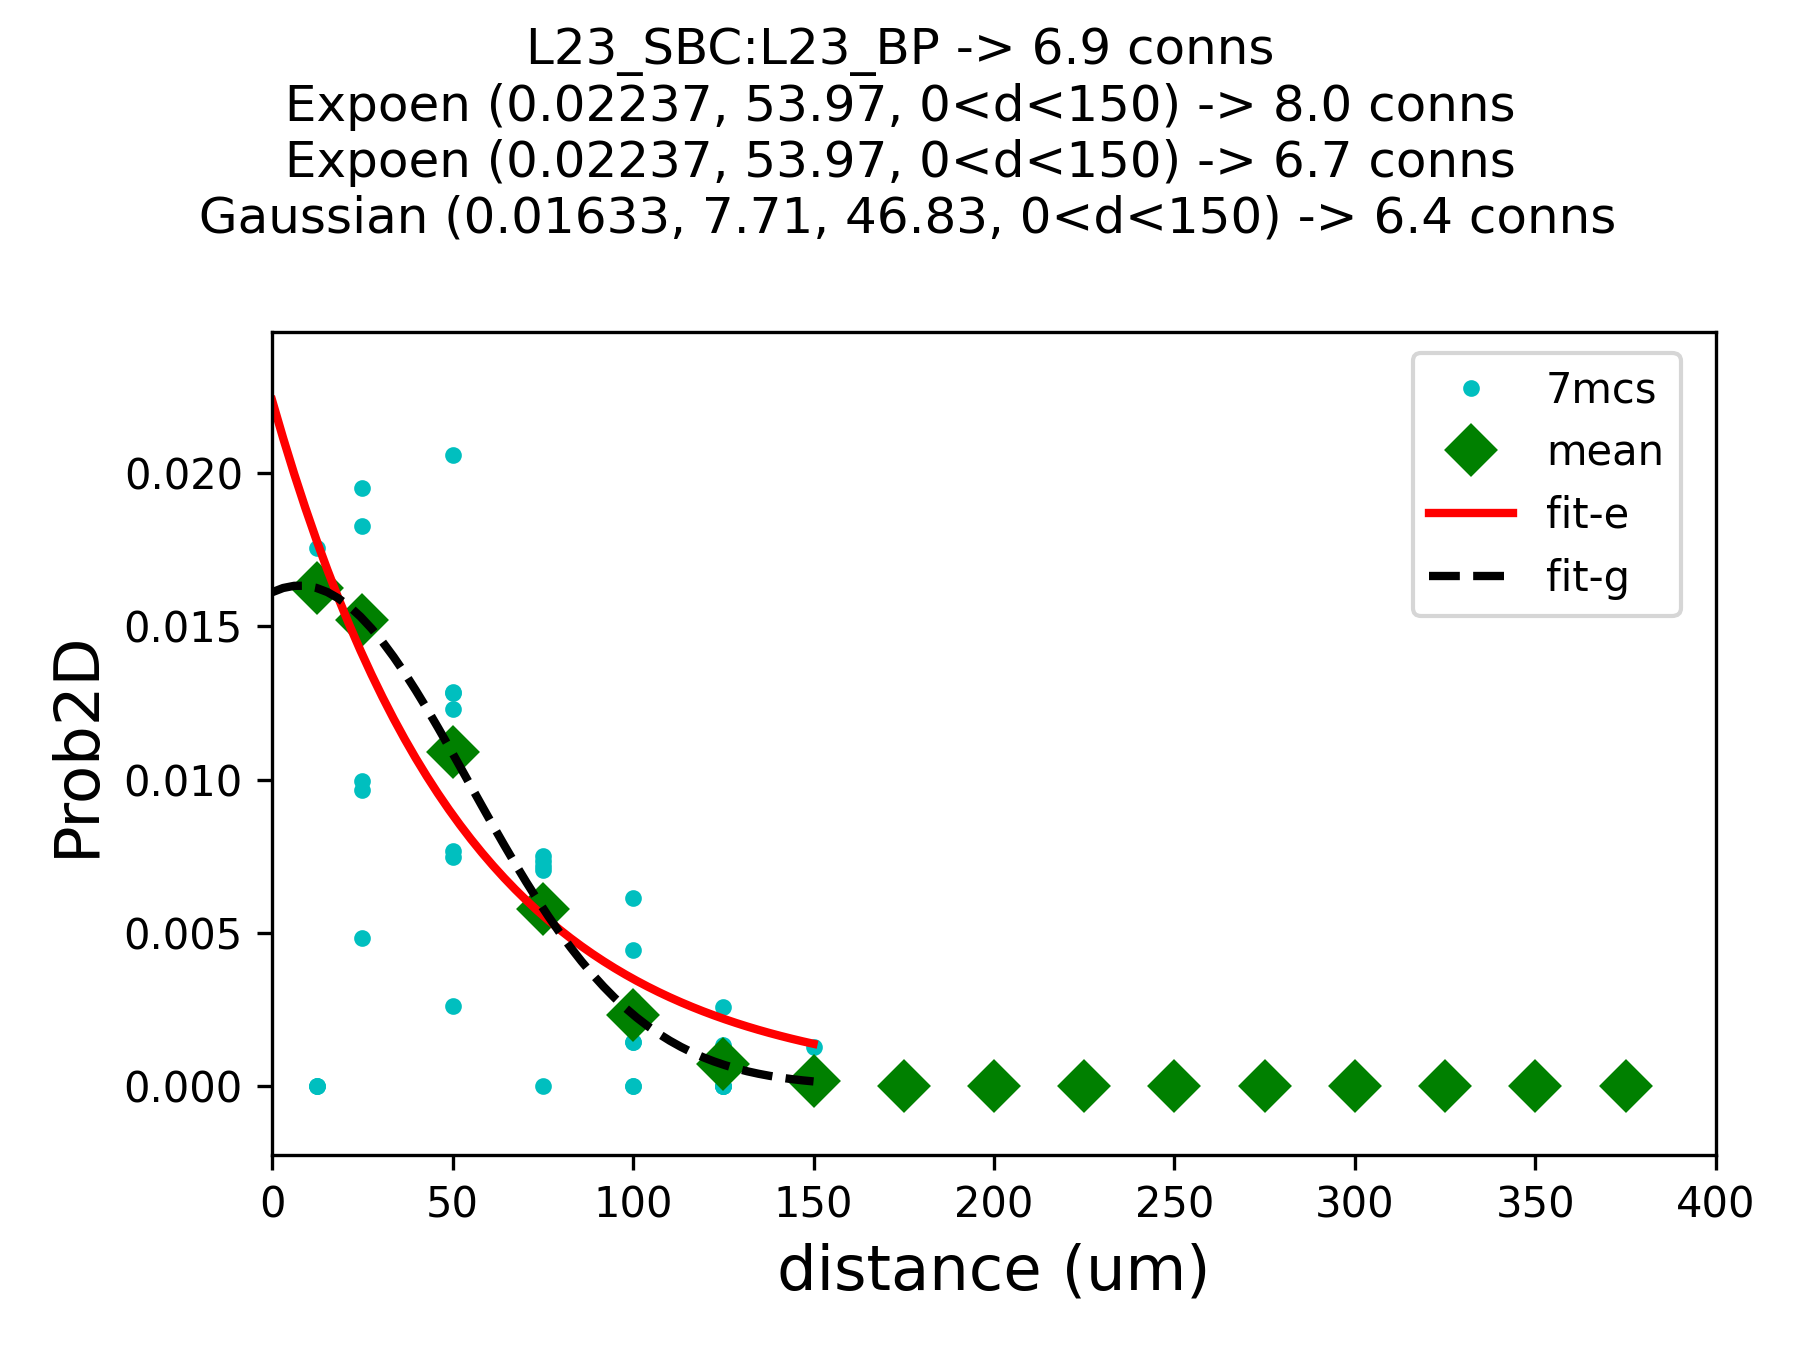 L23_SBC:L23_BP -> 6.9 conns
Expoen (0.02237, 53.97, 0<d<150) -> 8.0 conns
Expoen (0.02237, 53.97, 0<d<150) -> 6.7 conns
Gaussian (0.01633, 7.71, 46.83, 0<d<150) -> 6.4 conns
7mcs
mean
fit-e
fit-g
Prob2D
0.020
0.015
0.010
0.005
0.000
0 50 100 150 200 250 300 350 400
distance (um)